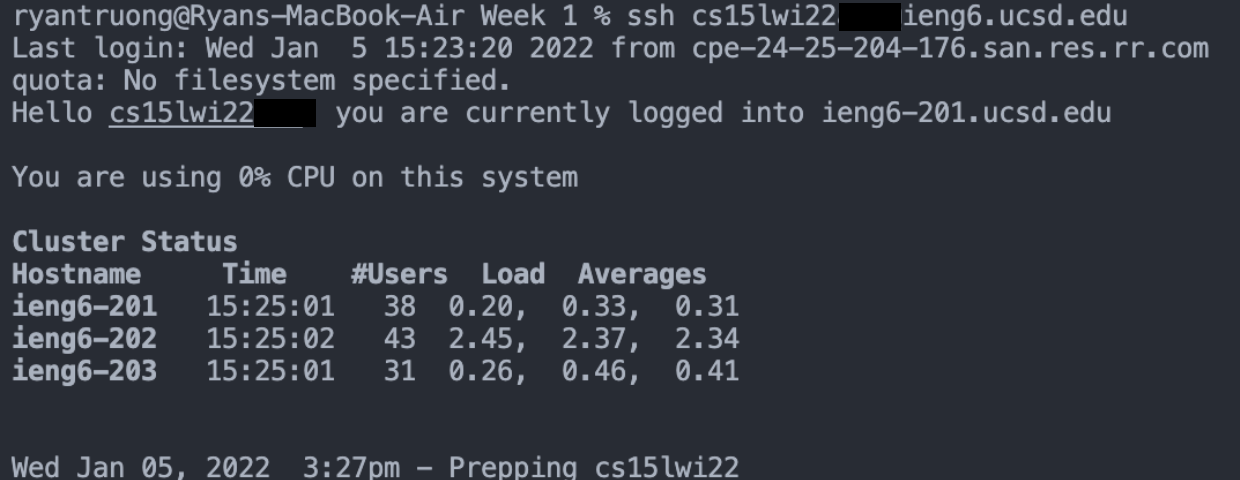 ryantruong@Ryans-MacBook-Air Week 1 % ssh cs15lwi22 ieng6.ucsd.edu
Last login: Wed Jan  5 15:23:20 2022 from cpe-24-25-204-176.san.res.rr.com
quota: No filesystem specified.
Hello cs15lwi22 you are currently logged into ieng6-201.ucsd.edu
You are using 0% CPU on this system
Cluster Status
Hostname     Time    #Users  Load  Averages
ieng6-201   15:25:01   38  0.20,  0.33,  0.31
ieng6-202   15:25:02   43  2.45,  2.37,  2.34
ieng6-203   15:25:01   31  0.26,  0.46,  0.41
Wed Jan 05, 2022  3:27pm - Prepping cs15lwi22